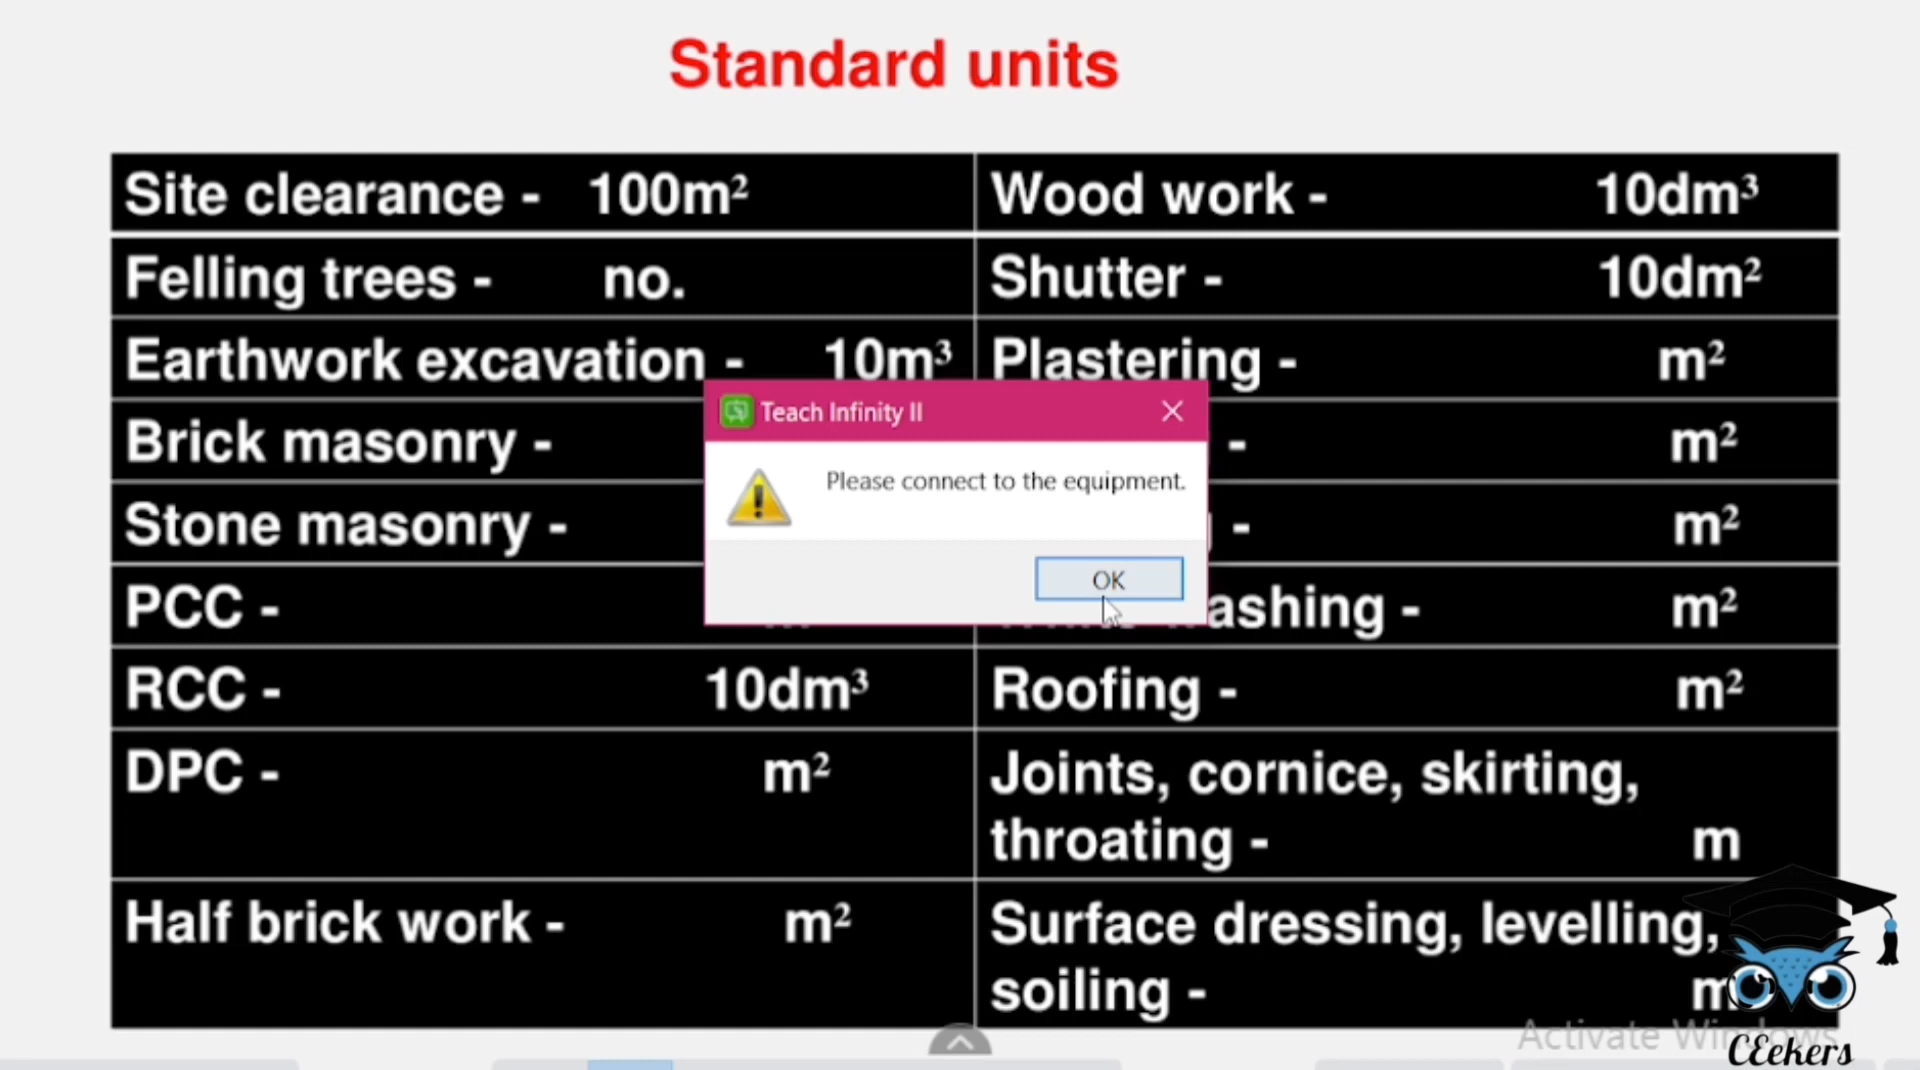 Standard units
Site clearance - 100m²
Wood work - 10dm³
Felling trees - no.
Shutter - 10dm²
Earthwork excavation - 10m³
Plastering - m²
Teach Infinity II
Please connect to the equipment.
OK
Brick masonry -
- m²
Stone masonry -
- m²
PCC -
ashing - m²
RCC - 10dm³
Roofing - m²
DPC - m²
Joints, cornice, skirting,
throating - m
Half brick work - m²
Surface dressing, levelling,
soiling - m
Activate Windows
CEekers